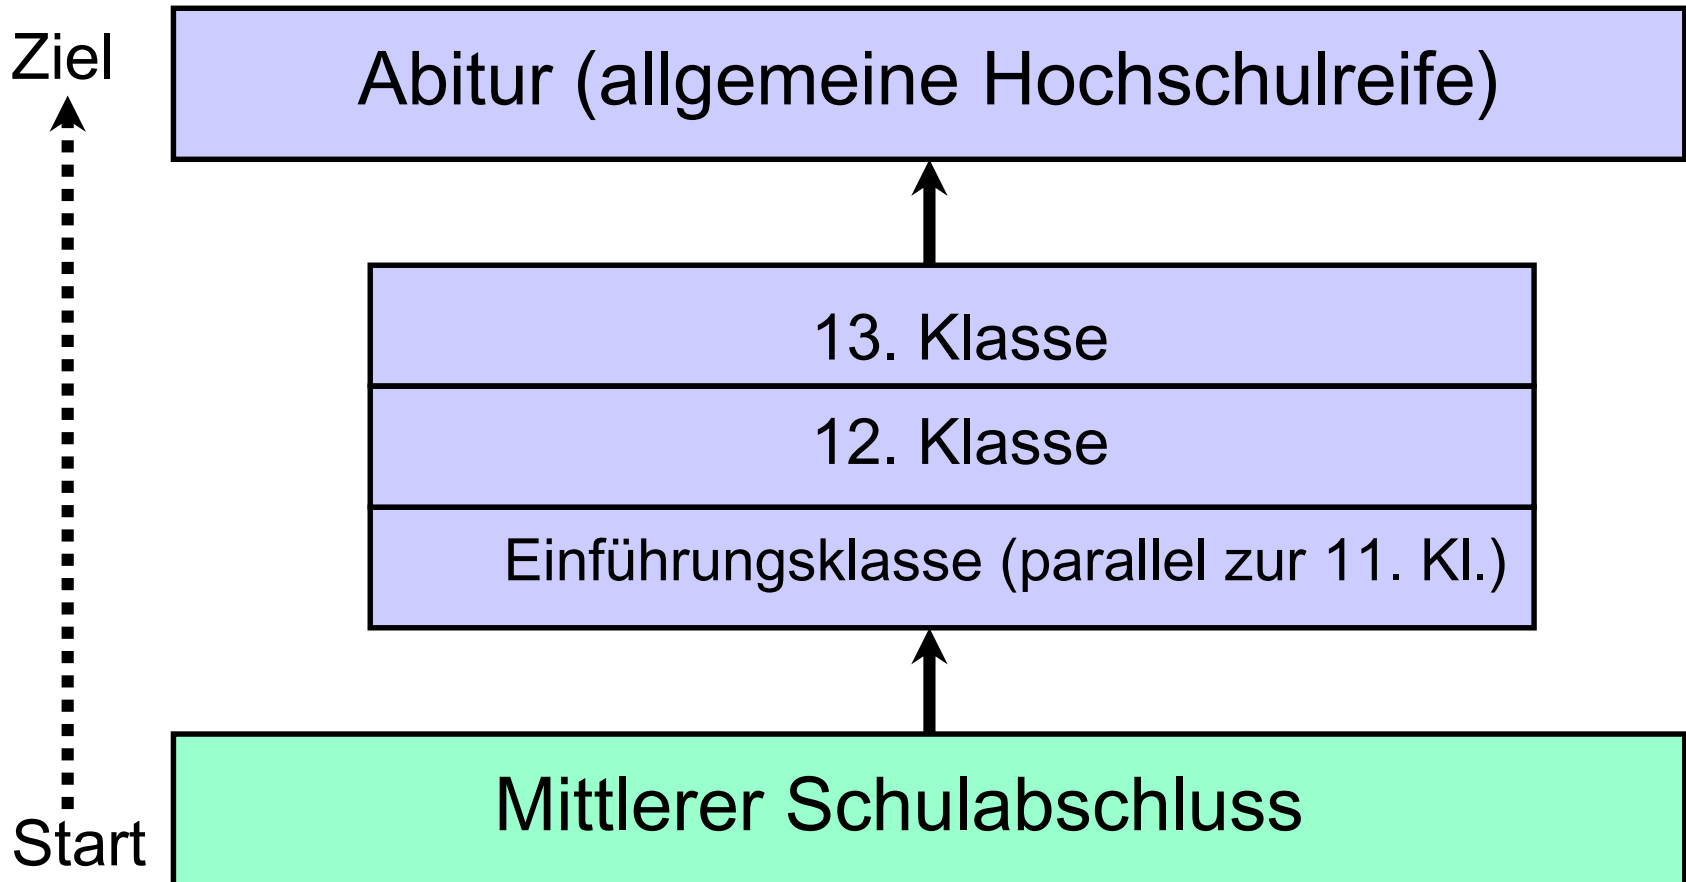 Ziel
Abitur (allgemeine Hochschulreife)
13. Klasse
12. Klasse
Einführungsklasse (parallel zur 11. Kl.)
Mittlerer Schulabschluss
Start